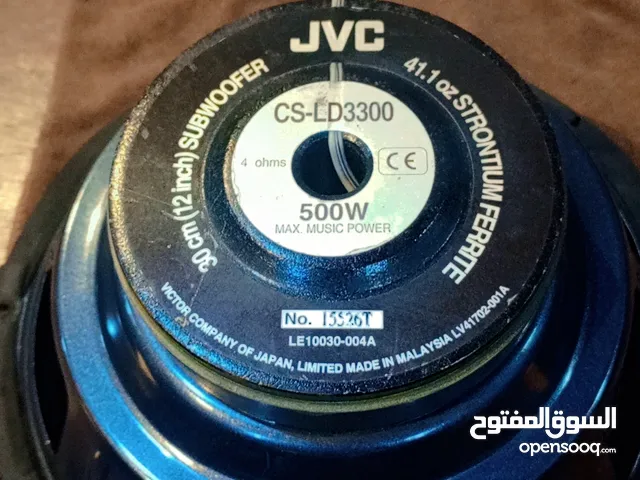 JVC
30 cm (12 inch) SUBWOOFER
41.1 oz STRONTIUM FERRITE
CS-LD3300
4 ohms
CE
500W
MAX. MUSIC POWER
No. 15526T
LE10030-004A
VICTOR COMPANY OF JAPAN, LIMITED MADE IN MALAYSIA LV41702-001A
السوق المفتوح
opensooq.com